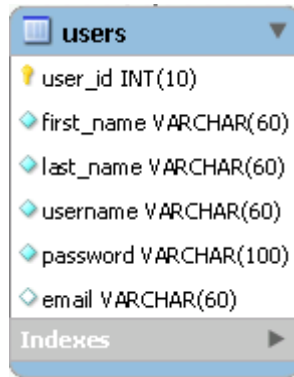 users
user_id INT(10)
first_name VARCHAR(60)
last_name VARCHAR(60)
username VARCHAR(60)
password VARCHAR(100)
email VARCHAR(60)
Indexes